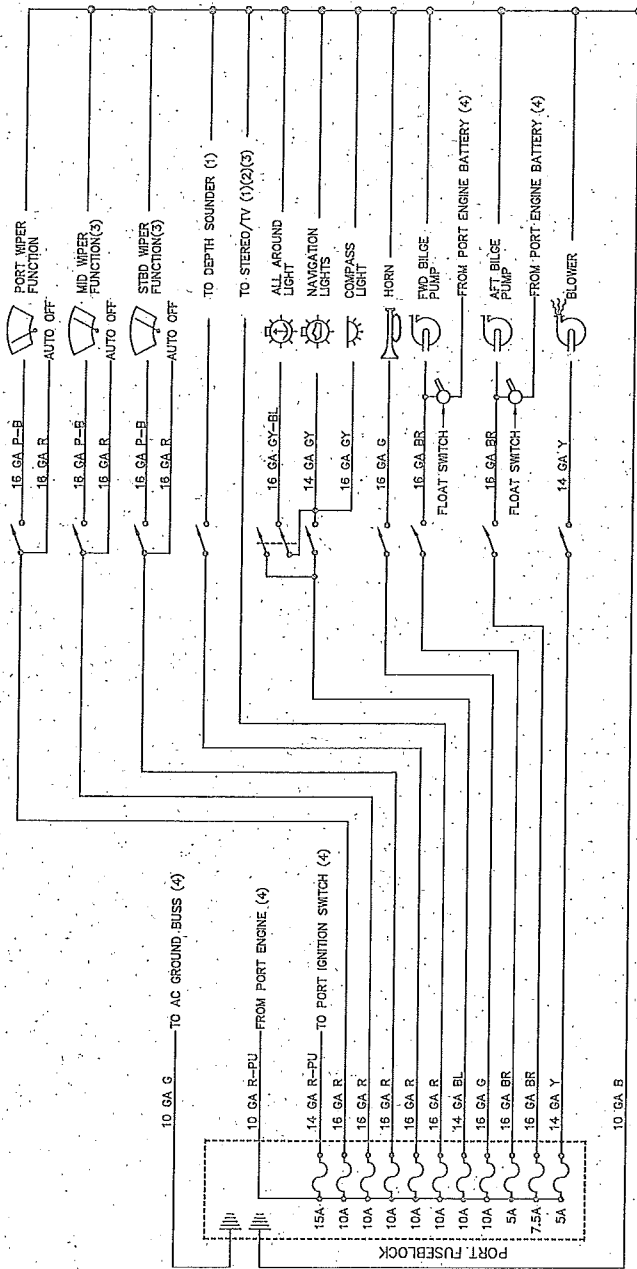 PORT WIPER
FUNCTION
16 GA P-B
AUTO OFF
16 GA R
MID WIPER
FUNCTION(3)
16 GA P-B
AUTO OFF
16 GA R
STBD WIPER
FUNCTION(3)
16 GA P-B
AUTO OFF
16 GA R
TO DEPTH SOUNDER (1)
TO STEREO/TV (1)(2)(3)
ALL AROUND
LIGHT
16 GA GY-BL
NAVIGATION
LIGHTS
14 GA GY
COMPASS
LIGHT
16 GA GY
HORN
16 GA G
FWD BILGE
PUMP
16 GA BR
FLOAT SWITCH
FROM PORT ENGINE BATTERY (4)
AFT BILGE
PUMP
16 GA BR
FLOAT SWITCH
FROM PORT ENGINE BATTERY (4)
BLOWER
14 GA Y
10 GA G
TO AC GROUND BUSS (4)
10 GA R-PU
FROM PORT ENGINE (4)
15A
14 GA R-PU
TO PORT IGNITION SWITCH (4)
10A
16 GA R
10A
16 GA R
10A
16 GA R
10A
16 GA R
10A
16 GA R
10A
14 GA BL
10A
16 GA G
5A
16 GA BR
7.5A
16 GA BR
5A
14 GA Y
10 GA B
PORT FUSEBLOCK